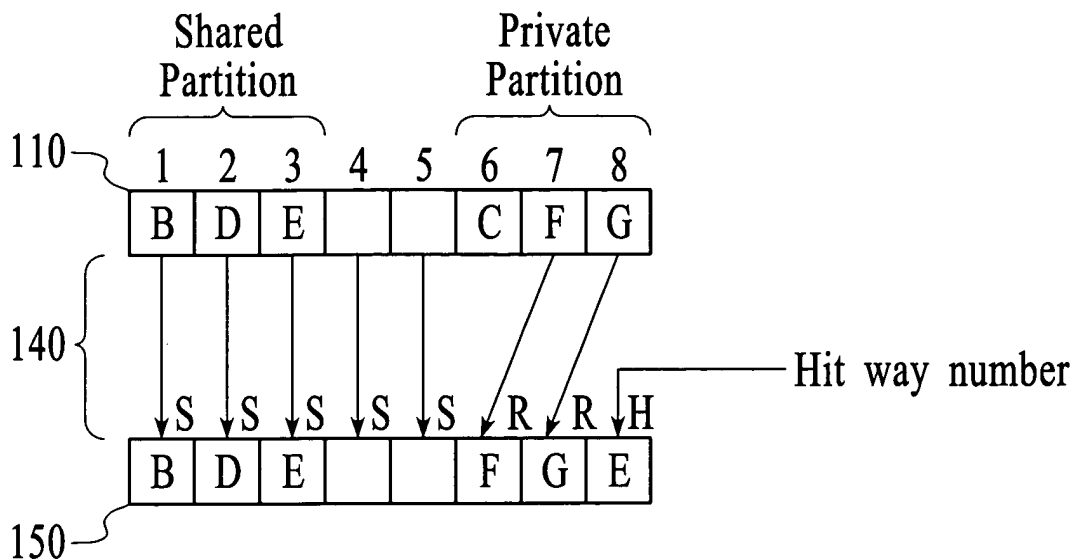 Shared Partition
Private Partition
110
1 2 3 4 5 6 7 8
B D E C F G
140
Hit way number
S S S S S R R H
B D E F G E
150